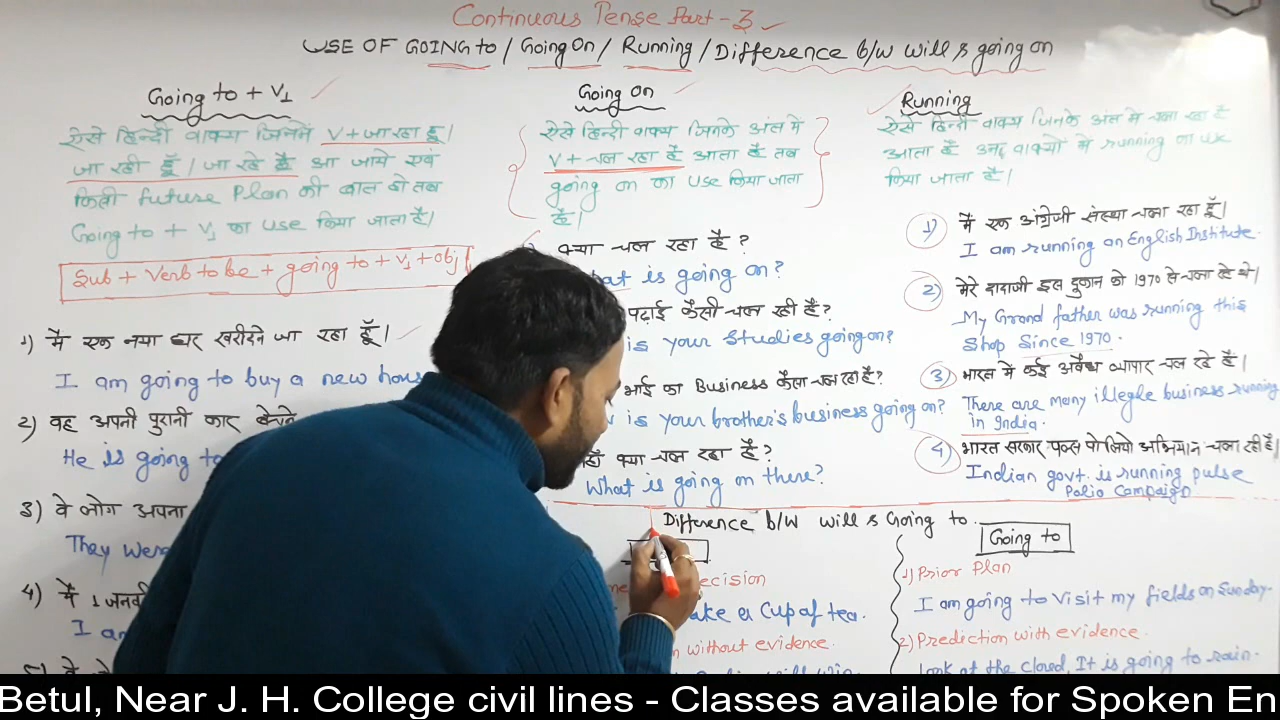 Continuous Tense Part-3
USE OF GOING to / Going On / Running / Difference b/w will & going on
Going to + V1
ऐसे हिन्दी वाक्य जिनमें V+जा रहा हूँ।
जा रही हूँ। जा रहे है आ जाये एवं
किसी future Plan की बात हो तब
Going to + V1 का use किया जाता है।
Sub + Verb to be + going to + V1 + obj
1) मैं एक नया घर खरीदने जा रहा हूँ।
I am going to buy a new hous
2) वह अपनी पुरानी कार बेचने
He is going to
3) वे लोग अपना
They were
4) मैं 1 जनव
I am
Going on
ऐसे हिन्दी वाक्य जिनके अंत में
V+चल रहा है आता है तब
going on का use किया जाता
है।
क्या चल रहा है?
at is going on?
पढ़ाई कैसी चल रही है?
is your studies going on?
भाई का Business कैसा चल रहा है?
is your brother's business going on?
क्या चल रहा है?
What is going on there?
Running
ऐसे हिन्दी वाक्य जिनके अंत में चला रहा है
आता है उन वाक्यों में running का use
किया जाता है।
1) मैं एक अंग्रेजी संस्था चला रहा हूँ।
I am running an English Institute.
2) मेरे दादाजी इस दुकान को 1970 से चला रहे थे।
My Grand father was running this
Shop Since 1970.
3) भारत में कई अवैध व्यापार चल रहे है।
There are many illegle business running
in India.
4) भारत सरकार पल्स पोलियो अभियान चला रही है।
Indian govt. is running pulse
Polio Campaign
Difference b/w will & Going to
ecision
ake a Cup of tea.
n without evidence.
will win
Going to
1) Prior Plan
I am going to visit my fields on Sunday.
2) Prediction with evidence.
Look at the cloud. It is going to rain.
Betul, Near J. H. College civil lines - Classes available for Spoken En